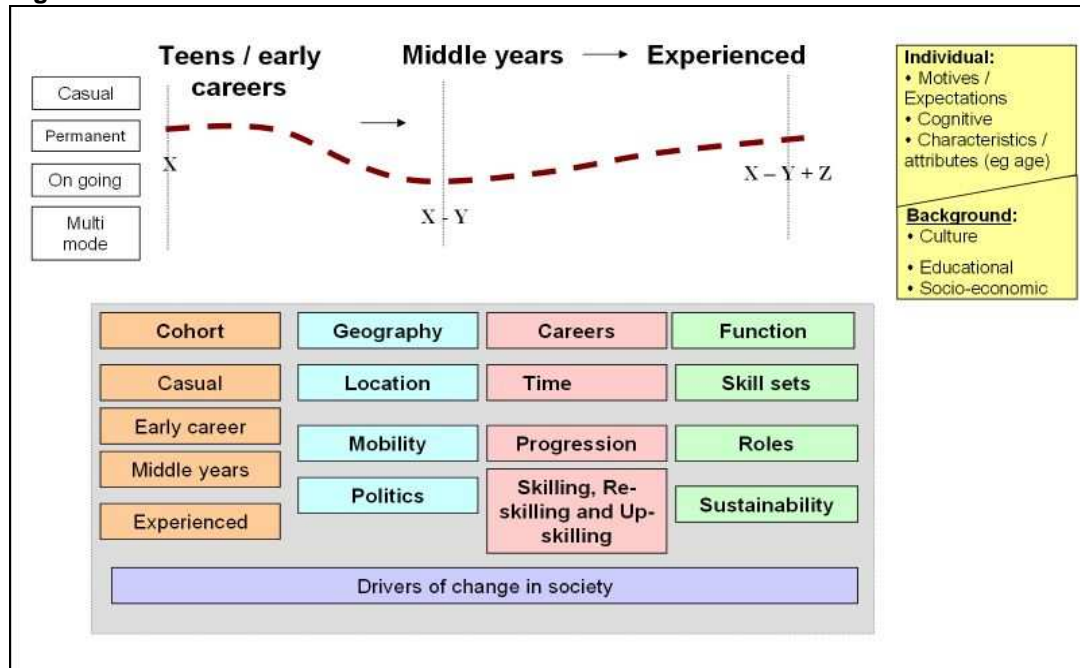 Teens / early
careers
Middle years
Experienced
Casual
Permanent
On going
Multi
mode
X
X - Y
X – Y + Z
Individual:
• Motives /
Expectations
• Cognitive
• Characteristics /
attributes (eg age)
Background:
• Culture
• Educational
• Socio-economic
Cohort
Geography
Careers
Function
Casual
Location
Time
Skill sets
Early career
Mobility
Progression
Roles
Middle years
Politics
Skilling, Re-
skilling and Up-
skilling
Sustainability
Experienced
Drivers of change in society